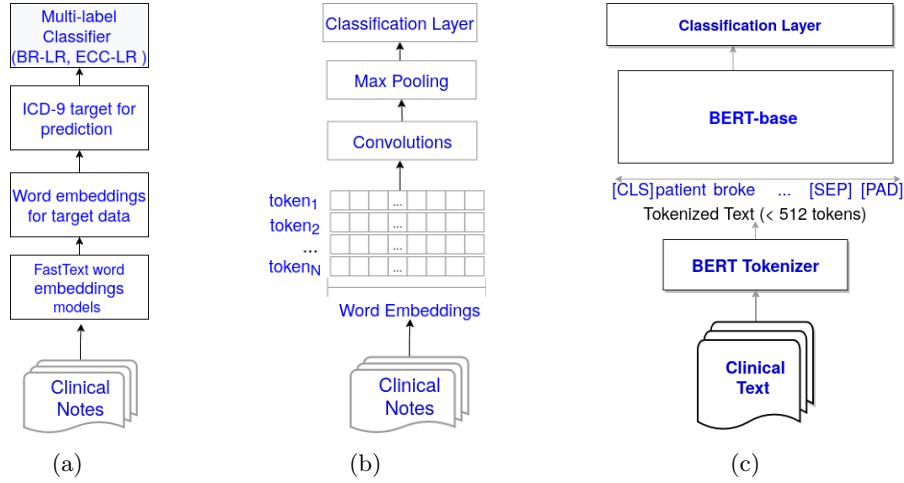 Multi-label
Classifier
(BR-LR, ECC-LR )
ICD-9 target for
prediction
Word embeddings
for target data
FastText word
embeddings
models
Clinical
Notes
(a)
Classification Layer
Max Pooling
Convolutions
token1 ...
token2 ...
... ...
tokenN ...
Word Embeddings
Clinical
Notes
(b)
Classification Layer
BERT-base
[CLS] patient broke ... [SEP] [PAD]
Tokenized Text (< 512 tokens)
BERT Tokenizer
Clinical
Text
(c)